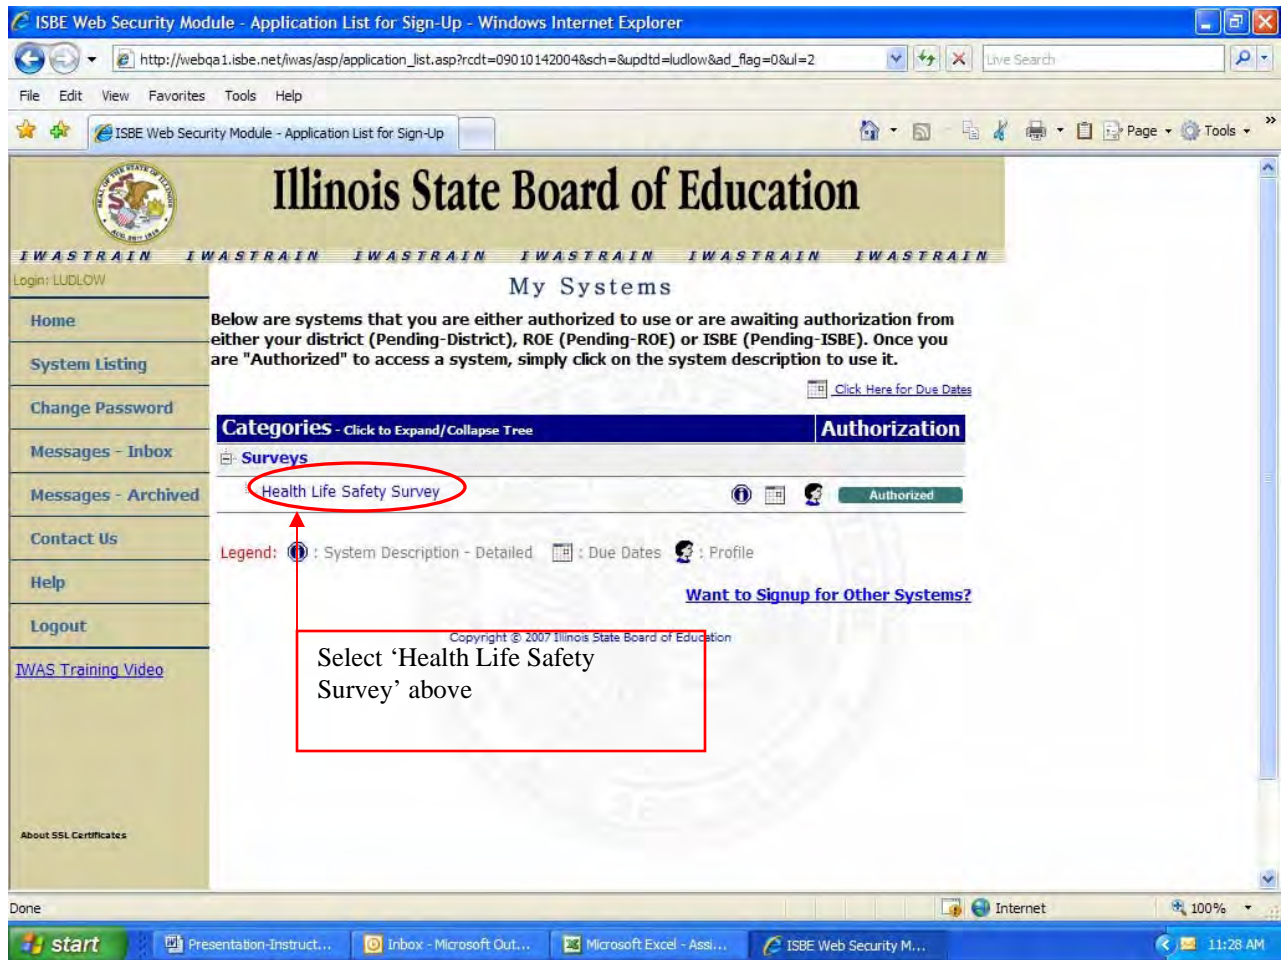 ISBE Web Security Module - Application List for Sign-Up - Windows Internet Explorer
http://webqa1.isbe.net/iwas/asp/application_list.asp?rcdt=09010142004&sch=&updtd=ludlow&ad_flag=0&ul=2
Live Search
File Edit View Favorites Tools Help
ISBE Web Security Module - Application List for Sign-Up
Page Tools »
Illinois State Board of Education
IWASTRAIN IWASTRAIN IWASTRAIN IWASTRAIN IWASTRAIN IWASTRAIN
Login: LUDLOW
Home
System Listing
Change Password
Messages - Inbox
Messages - Archived
Contact Us
Help
Logout
IWAS Training Video
About SSL Certificates
My Systems
Below are systems that you are either authorized to use or are awaiting authorization from
either your district (Pending-District), ROE (Pending-ROE) or ISBE (Pending-ISBE). Once you
are "Authorized" to access a system, simply click on the system description to use it.
Click Here for Due Dates
Categories - Click to Expand/Collapse Tree Authorization
Surveys
Health Life Safety Survey Authorized
Legend: : System Description - Detailed : Due Dates : Profile
Want to Signup for Other Systems?
Copyright © 2007 Illinois State Board of Education
Select ‘Health Life Safety
Survey’ above
Done Internet 100%
start Presentation-Instruct... Inbox - Microsoft Out... Microsoft Excel - Assi... ISBE Web Security M... 11:28 AM